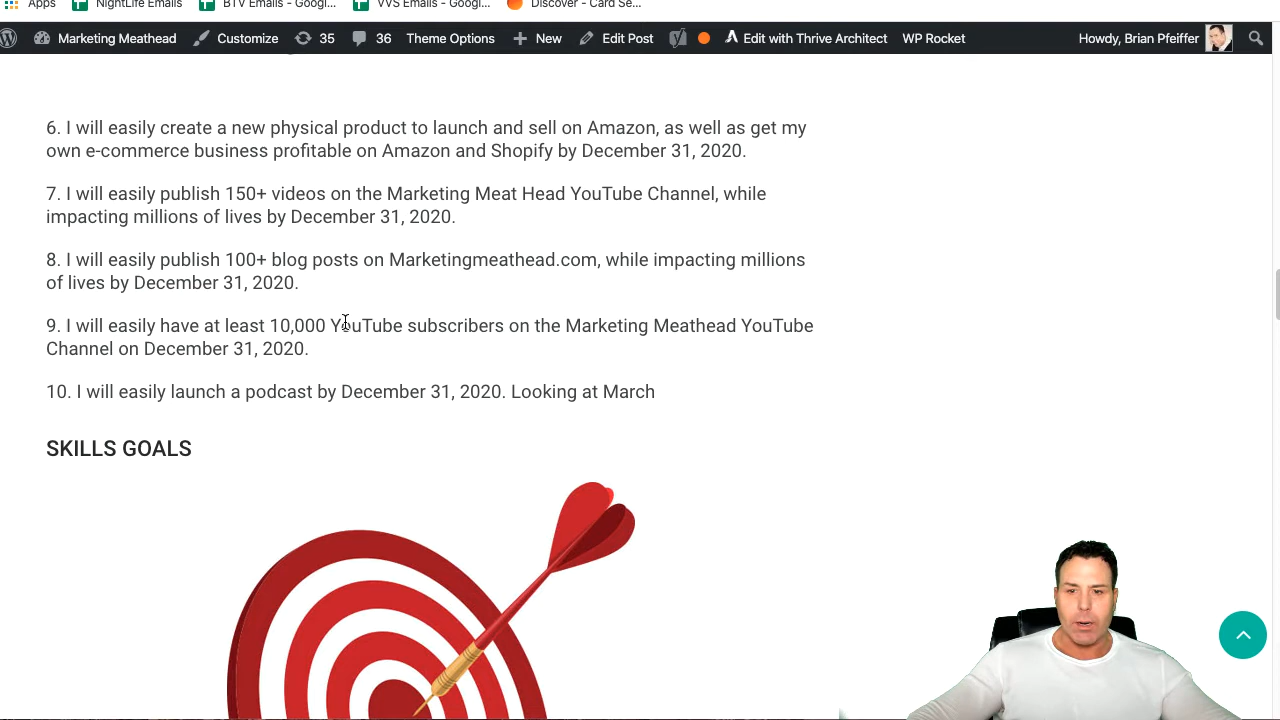 Apps NightLife Emails BTV Emails - Googl... VVS Emails - Googl... Discover - Card Se...
Marketing Meathead Customize 35 36 Theme Options New Edit Post Edit with Thrive Architect WP Rocket Howdy, Brian Pfeiffer
6. I will easily create a new physical product to launch and sell on Amazon, as well as get my
own e-commerce business profitable on Amazon and Shopify by December 31, 2020.
7. I will easily publish 150+ videos on the Marketing Meat Head YouTube Channel, while
impacting millions of lives by December 31, 2020.
8. I will easily publish 100+ blog posts on Marketingmeathead.com, while impacting millions
of lives by December 31, 2020.
9. I will easily have at least 10,000 YouTube subscribers on the Marketing Meathead YouTube
Channel on December 31, 2020.
10. I will easily launch a podcast by December 31, 2020. Looking at March
SKILLS GOALS